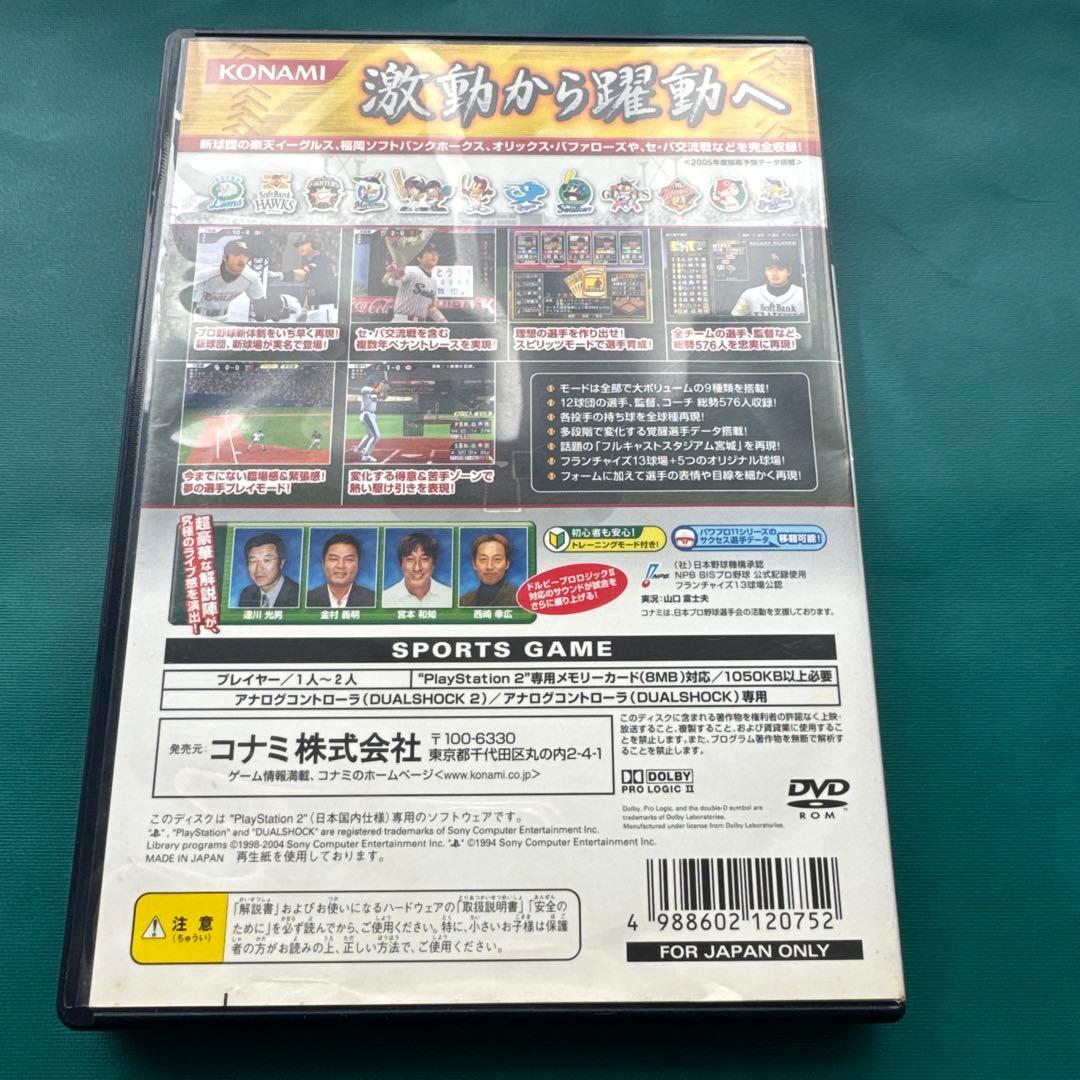 KONAMI
激動から躍動へ
新球団の楽天イーグルス、福岡ソフトバンクホークス、オリックス・バファローズや、セ・パ交流戦などを完全収録!
<2005年度開幕予想データ搭載>
Lions
SoftBank
HAWKS
FIGHTERS
Marines
Swallows
GIANTS
10-4
2-0
Coca-Cola
とう!!
SoftBank
プロ野球新体制をいち早く再現!
新球団、新球場が実名で登場!
セ・パ交流戦を含む
複数年ペナントレースを実現!
理想の選手を作り出せ!
スピリッツモードで選手育成!
全チームの選手、監督など、
総勢576人を忠実に再現!
0-0
1-0
今までにない臨場感&緊張感!
夢の選手プレイモード!
変化する得意&苦手ゾーンで
熱い駆け引きを表現!
モードは全部で大ボリュームの9種類を搭載!
12球団の選手、監督、コーチ 総勢576人収録!
各投手の持ち球を全球種再現!
多段階で変化する覚醒選手データ搭載!
話題の「フルキャストスタジアム宮城」を再現!
フランチャイズ13球場+5つのオリジナル球場!
フォームに加えて選手の表情や目線を細かく再現!
超豪華な解説陣が、
究極のライブ感を演出!
達川 光男
金村 義明
宮本 和知
西崎 幸広
ドルビープロロジックⅡ
対応のサウンドが試合を
さらに盛り上げる!
初心者も安心!
トレーニングモード付き!
パワプロ11シリーズの
サクセス選手データ
移籍可能!
NPB
(社)日本野球機構承認
NPB BISプロ野球 公式記録使用
フランチャイズ13球場公認
実況:山口 富士夫
コナミは、日本プロ野球選手会の活動を支援しております。
SPORTS GAME
プレイヤー/1人~2人
"PlayStation 2"専用メモリーカード(8MB)対応/1050KB以上必要
アナログコントローラ(DUALSHOCK 2)/アナログコントローラ(DUALSHOCK)専用
発売元:コナミ株式会社
〒100-6330
東京都千代田区丸の内2-4-1
ゲーム情報満載、コナミのホームページ<www.konami.co.jp>
このディスクに含まれる著作物を権利者の許諾なく上映・
放送すること、複製すること、および賃貸業に使用するこ
とを禁止します。また、プログラム著作物を無断で解析す
ることを禁止します。
DOLBY
PRO LOGIC II
Dolby, Pro Logic, and the double-D symbol are
trademarks of Dolby Laboratories.
Manufactured under license from Dolby Laboratories.
DVD
ROM
このディスクは "PlayStation 2"(日本国内仕様)専用のソフトウェアです。
" ", "PlayStation" and "DUALSHOCK" are registered trademarks of Sony Computer Entertainment Inc.
Library programs ©1998-2004 Sony Computer Entertainment Inc. " " ©1994 Sony Computer Entertainment Inc.
MADE IN JAPAN 再生紙を使用しております。
注意
(ちゅうい)
「解説書」およびお使いになるハードウェアの「取扱説明書」「安全の
ために」を必ず読んでから、ご使用ください。特に、小さいお子様は保護
者の方がお読みの上、正しい方法で、ご使用ください。
4 988602 120752
FOR JAPAN ONLY